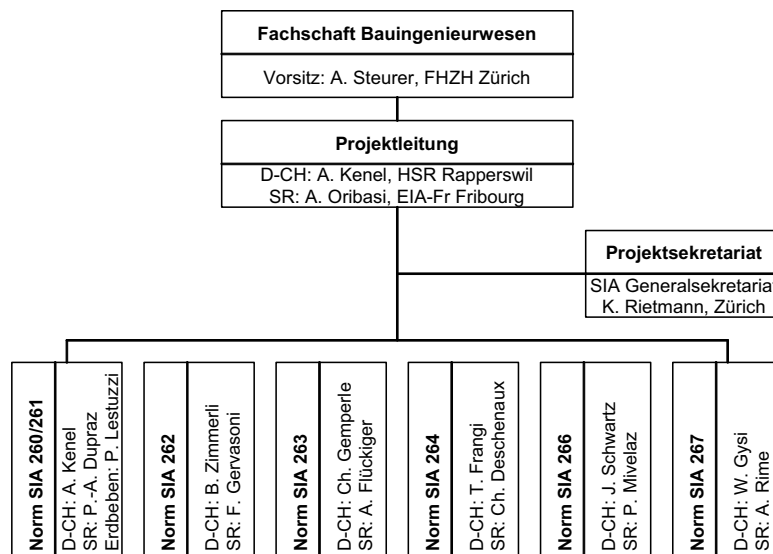 Fachschaft Bauingenieurwesen
Vorsitz: A. Steurer, FHZH Zürich
Projektleitung
D-CH: A. Kenel, HSR Rapperswil
SR: A. Oribasi, EIA-Fr Fribourg
Projektsekretariat
SIA Generalsekretariat
K. Rietmann, Zürich
Norm SIA 260/261
D-CH: A. Kenel
SR: P.-A. Dupraz
Erdbeben: P. Lestuzzi
Norm SIA 262
D-CH: B. Zimmerli
SR: F. Gervasoni
Norm SIA 263
D-CH: Ch. Gemperle
SR: A. Flückiger
Norm SIA 264
D-CH: T. Frangi
SR: Ch. Deschenaux
Norm SIA 266
D-CH: J. Schwartz
SR: P. Mivelaz
Norm SIA 267
D-CH: W. Gysi
SR: A. Rime